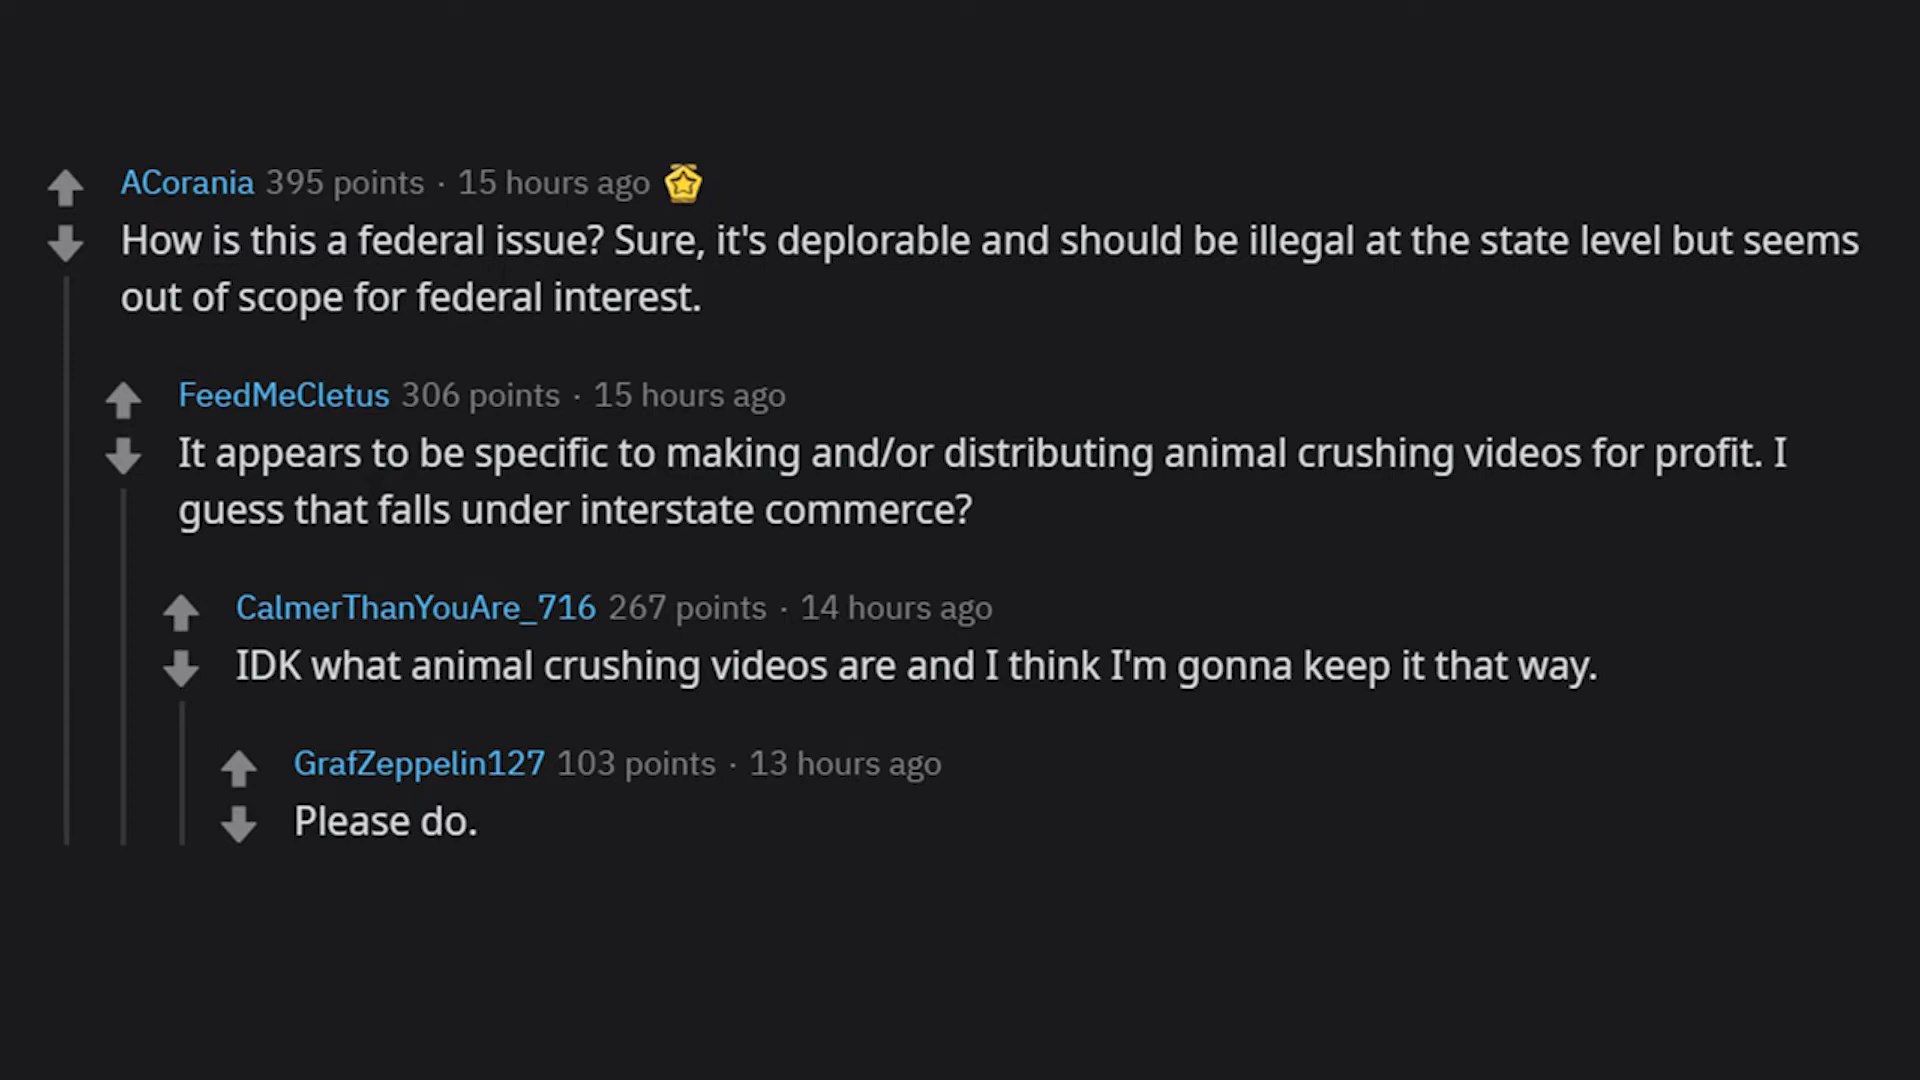 ACorania 395 points · 15 hours ago
How is this a federal issue? Sure, it's deplorable and should be illegal at the state level but seems
out of scope for federal interest.
FeedMeCletus 306 points · 15 hours ago
It appears to be specific to making and/or distributing animal crushing videos for profit. I
guess that falls under interstate commerce?
CalmerThanYouAre_716 267 points · 14 hours ago
IDK what animal crushing videos are and I think I'm gonna keep it that way.
GrafZeppelin127 103 points · 13 hours ago
Please do.